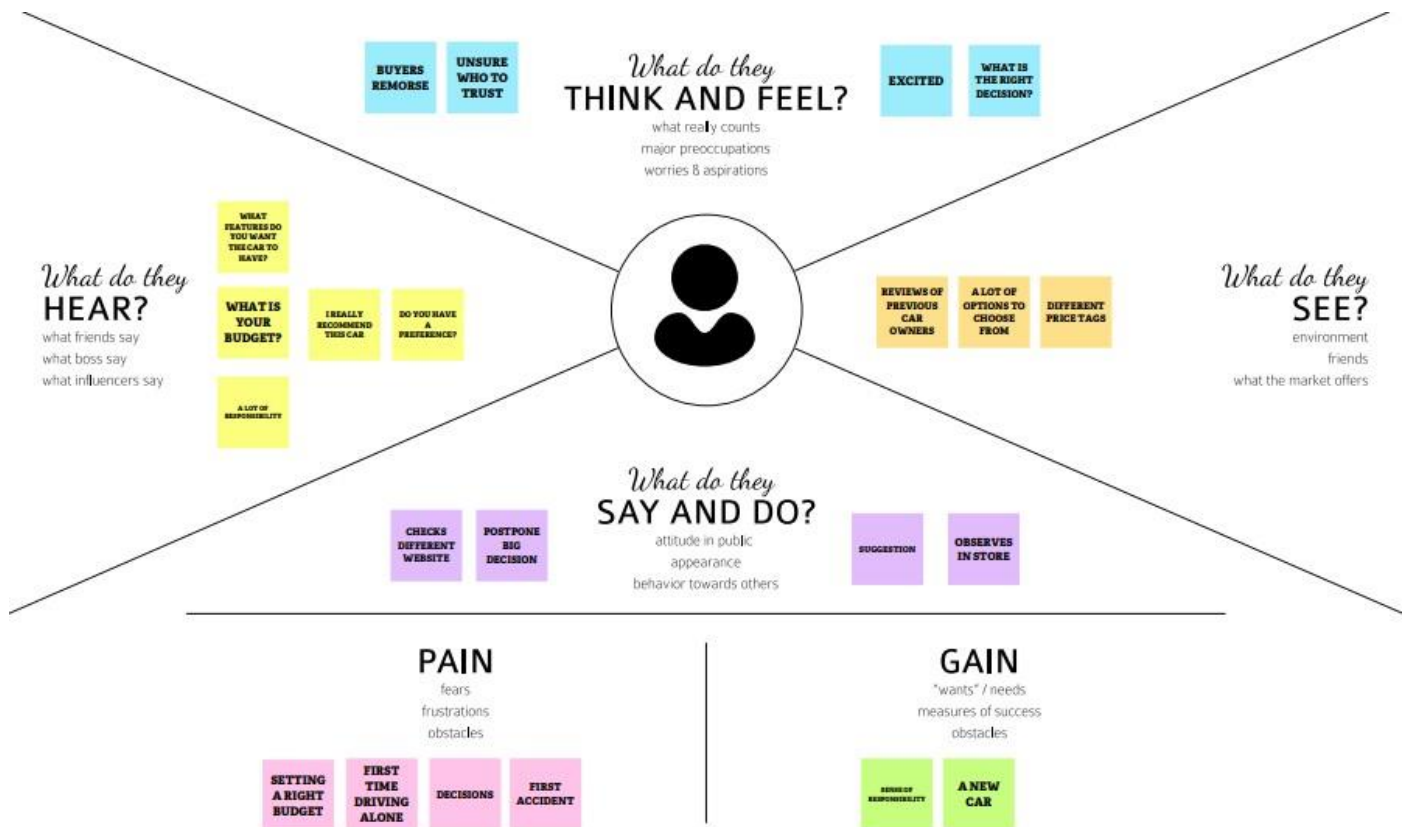 BUYERS
REMORSE
UNSURE
WHO TO
TRUST
What do they
THINK AND FEEL?
what really counts
major preoccupations
worries & aspirations
EXCITED
WHAT IS
THE RIGHT
DECISION?
What do they
HEAR?
what friends say
what boss say
what influencers say
WHAT
FEATURES DO
YOU WANT
THE CAR TO
HAVE?
WHAT IS
YOUR
BUDGET?
I REALLY
RECOMMEND
THIS CAR
DO YOU HAVE
A
PREFERENCE?
A LOT OF
RESPONSIBILITY
REVIEWS OF
PREVIOUS
CAR
OWNERS
A LOT OF
OPTIONS TO
CHOOSE
FROM
DIFFERENT
PRICE TAGS
What do they
SEE?
environment
friends
what the market offers
What do they
SAY AND DO?
attitude in public
appearance
behavior towards others
CHECKS
DIFFERENT
WEBSITE
POSTPONE
BIG
DECISION
SUGGESTION
OBSERVES
IN STORE
PAIN
fears
frustrations
obstacles
SETTING
A RIGHT
BUDGET
FIRST
TIME
DRIVING
ALONE
DECISIONS
FIRST
ACCIDENT
GAIN
"wants" / needs
measures of success
obstacles
SENSE OF
RESPONSIBILITY
A NEW
CAR